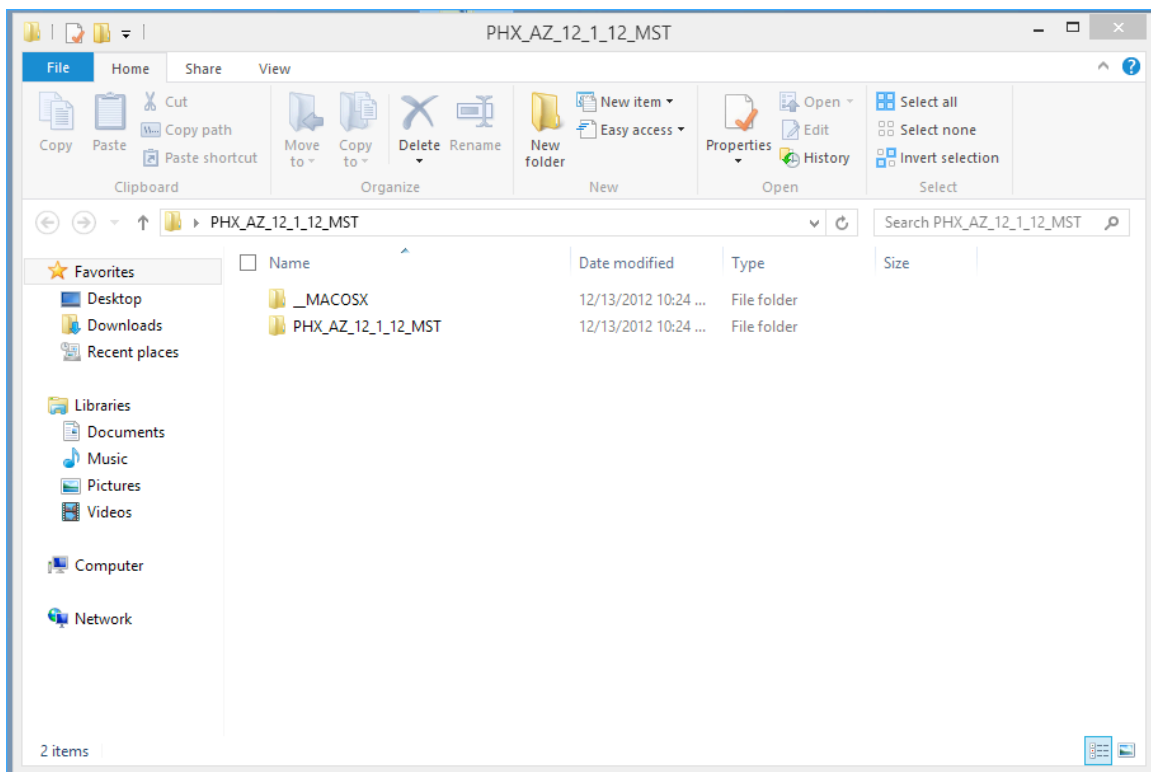 PHX_AZ_12_1_12_MST
File Home Share View
Copy
Paste
Cut
Copy path
Paste shortcut
Clipboard
Move to
Copy to
Delete
Rename
Organize
New folder
New item
Easy access
New
Properties
Open
Edit
History
Open
Select all
Select none
Invert selection
Select
PHX_AZ_12_1_12_MST
Search PHX_AZ_12_1_12_MST
Favorites
Desktop
Downloads
Recent places
Libraries
Documents
Music
Pictures
Videos
Computer
Network
Name Date modified Type Size
__MACOSX 12/13/2012 10:24 ... File folder
PHX_AZ_12_1_12_MST 12/13/2012 10:24 ... File folder
2 items